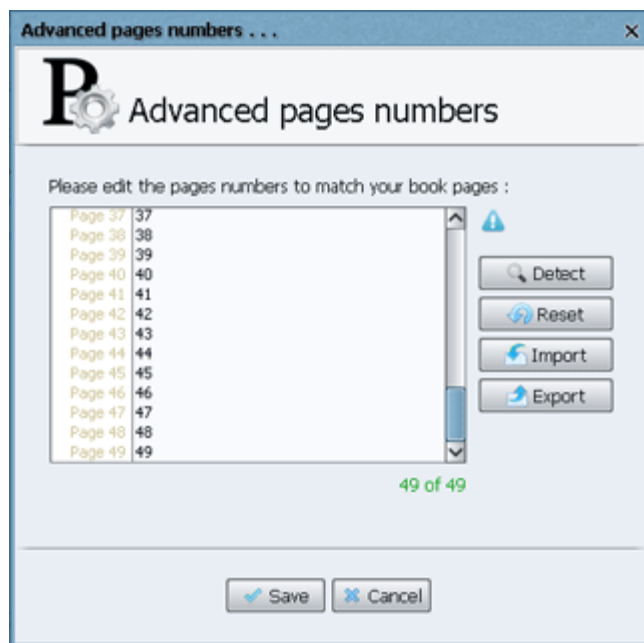 Advanced pages numbers . . .
P Advanced pages numbers
Please edit the pages numbers to match your book pages :
Page 37 37
Page 38 38
Page 39 39
Page 40 40
Page 41 41
Page 42 42
Page 43 43
Page 44 44
Page 45 45
Page 46 46
Page 47 47
Page 48 48
Page 49 49
Detect
Reset
Import
Export
49 of 49
Save
Cancel